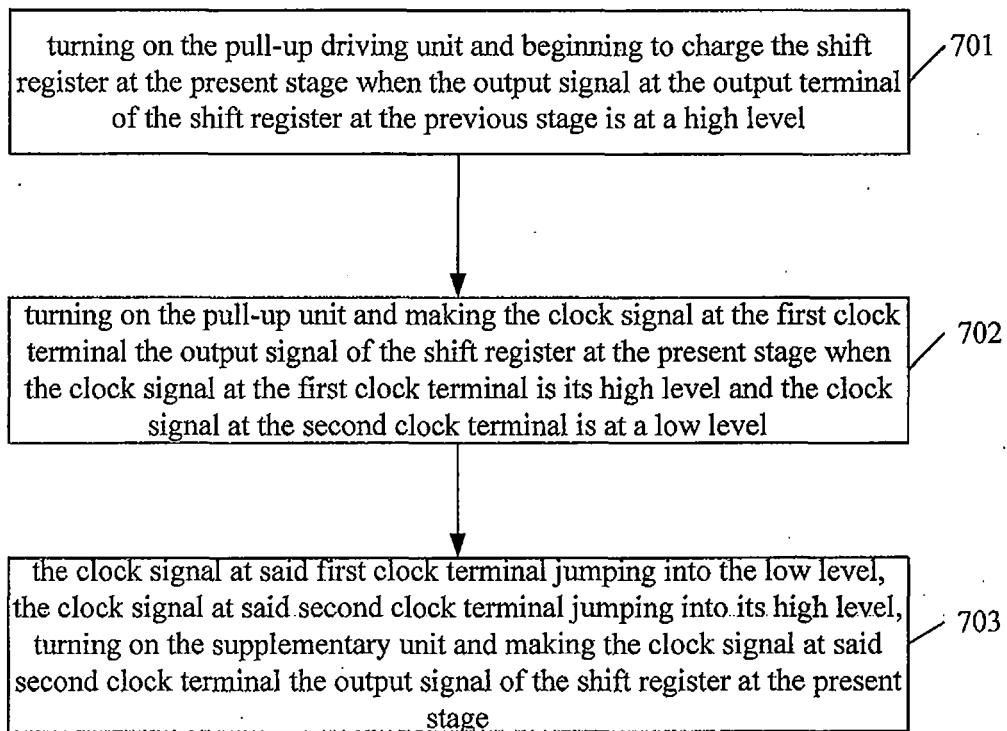 turning on the pull-up driving unit and beginning to charge the shift
register at the present stage when the output signal at the output terminal
of the shift register at the previous stage is at a high level
701
turning on the pull-up unit and making the clock signal at the first clock
terminal the output signal of the shift register at the present stage when
the clock signal at the first clock terminal is its high level and the clock
signal at the second clock terminal is at a low level
702
the clock signal at said first clock terminal jumping into the low level,
the clock signal at said second clock terminal jumping into its high level,
turning on the supplementary unit and making the clock signal at said
second clock terminal the output signal of the shift register at the present
stage
703